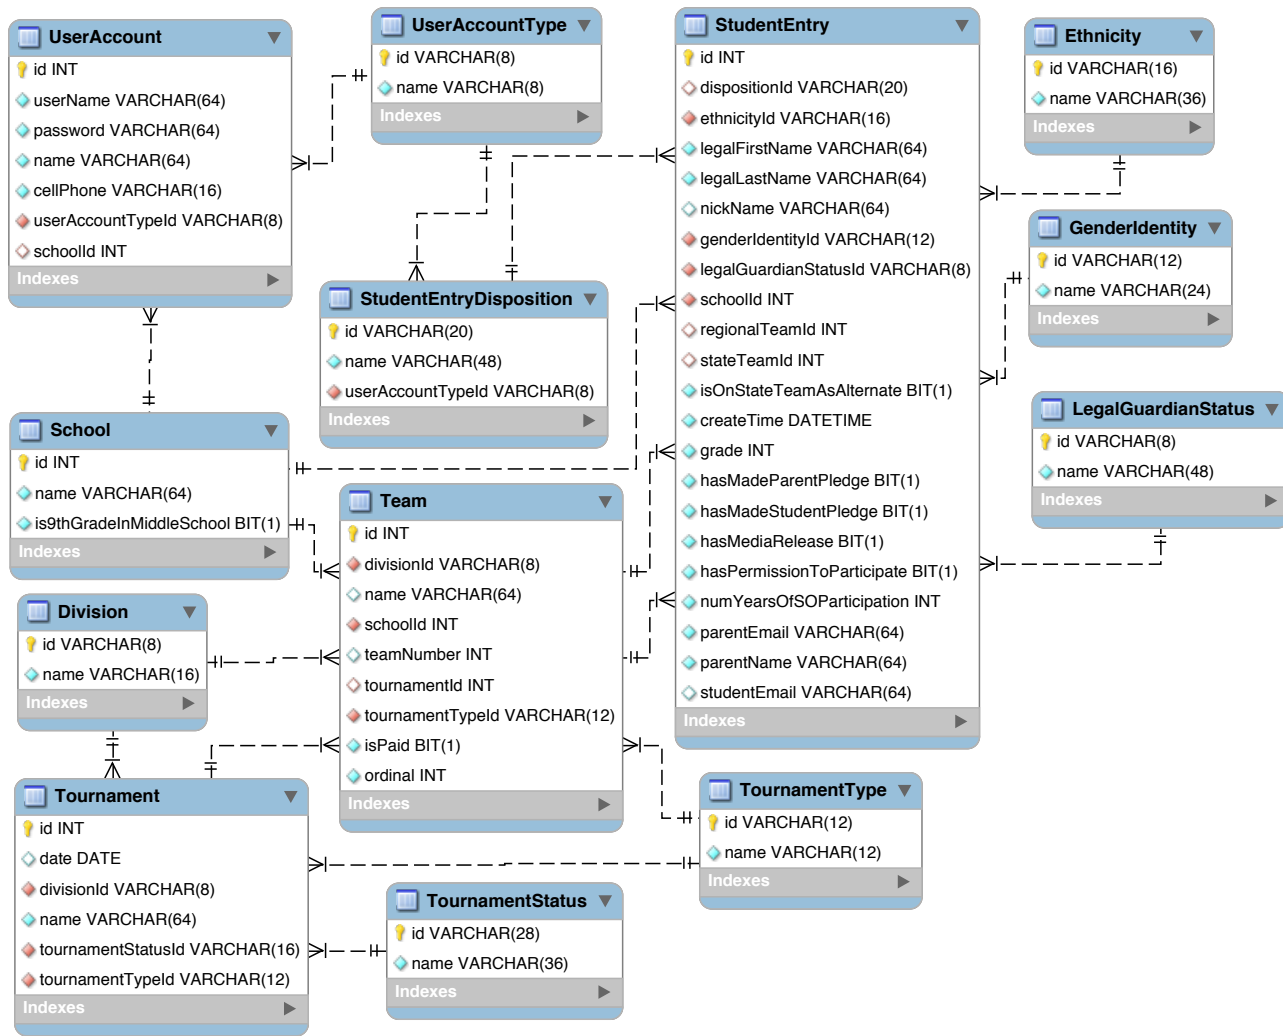 UserAccount
id INT
userName VARCHAR(64)
password VARCHAR(64)
name VARCHAR(64)
cellPhone VARCHAR(16)
userAccountTypeId VARCHAR(8)
schoolId INT
Indexes
UserAccountType
id VARCHAR(8)
name VARCHAR(8)
Indexes
StudentEntry
id INT
dispositionId VARCHAR(20)
ethnicityId VARCHAR(16)
legalFirstName VARCHAR(64)
legalLastName VARCHAR(64)
nickName VARCHAR(64)
genderIdentityId VARCHAR(12)
legalGuardianStatusId VARCHAR(8)
schoolId INT
regionalTeamId INT
stateTeamId INT
isOnStateTeamAsAlternate BIT(1)
createTime DATETIME
grade INT
hasMadeParentPledge BIT(1)
hasMadeStudentPledge BIT(1)
hasMediaRelease BIT(1)
hasPermissionToParticipate BIT(1)
numYearsOfSOParticipation INT
parentEmail VARCHAR(64)
parentName VARCHAR(64)
studentEmail VARCHAR(64)
Indexes
Ethnicity
id VARCHAR(16)
name VARCHAR(36)
Indexes
GenderIdentity
id VARCHAR(12)
name VARCHAR(24)
Indexes
StudentEntryDisposition
id VARCHAR(20)
name VARCHAR(48)
userAccountTypeId VARCHAR(8)
Indexes
LegalGuardianStatus
id VARCHAR(8)
name VARCHAR(48)
Indexes
School
id INT
name VARCHAR(64)
is9thGradeInMiddleSchool BIT(1)
Indexes
Team
id INT
divisionId VARCHAR(8)
name VARCHAR(64)
schoolId INT
teamNumber INT
tournamentId INT
tournamentTypeId VARCHAR(12)
isPaid BIT(1)
ordinal INT
Indexes
Division
id VARCHAR(8)
name VARCHAR(16)
Indexes
Tournament
id INT
date DATE
divisionId VARCHAR(8)
name VARCHAR(64)
tournamentStatusId VARCHAR(16)
tournamentTypeId VARCHAR(12)
Indexes
TournamentType
id VARCHAR(12)
name VARCHAR(12)
Indexes
TournamentStatus
id VARCHAR(28)
name VARCHAR(36)
Indexes